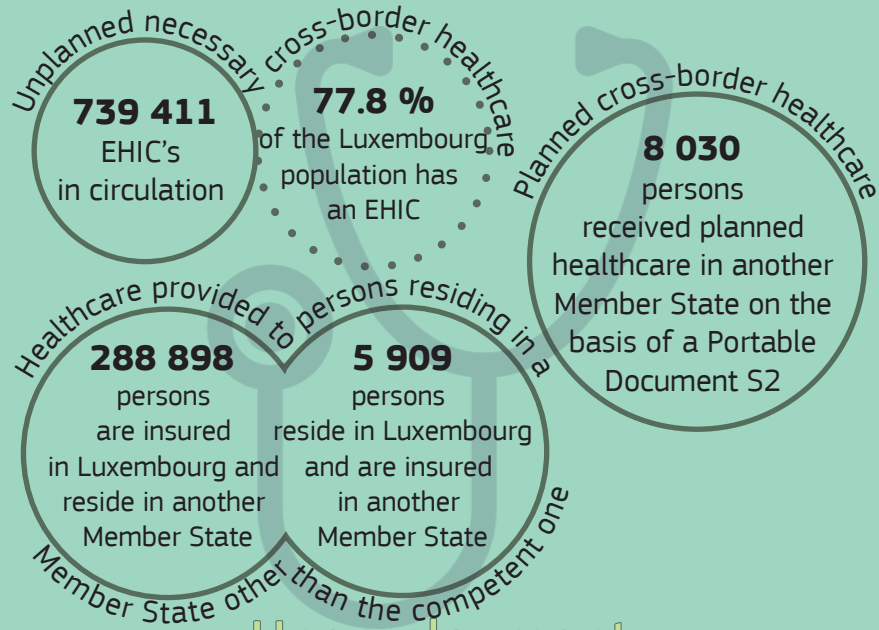 Unplanned necessary cross-border healthcare
739 411
EHIC's
in circulation
77.8 %
of the Luxembourg
population has
an EHIC
Planned cross-border healthcare
8 030
persons
received planned
healthcare in another
Member State on the
basis of a Portable
Document S2
Healthcare provided to persons residing in a
288 898
persons
are insured
in Luxembourg and
reside in another
Member State
5 909
persons
reside in Luxembourg
and are insured
in another
Member State
Member State other than the competent one